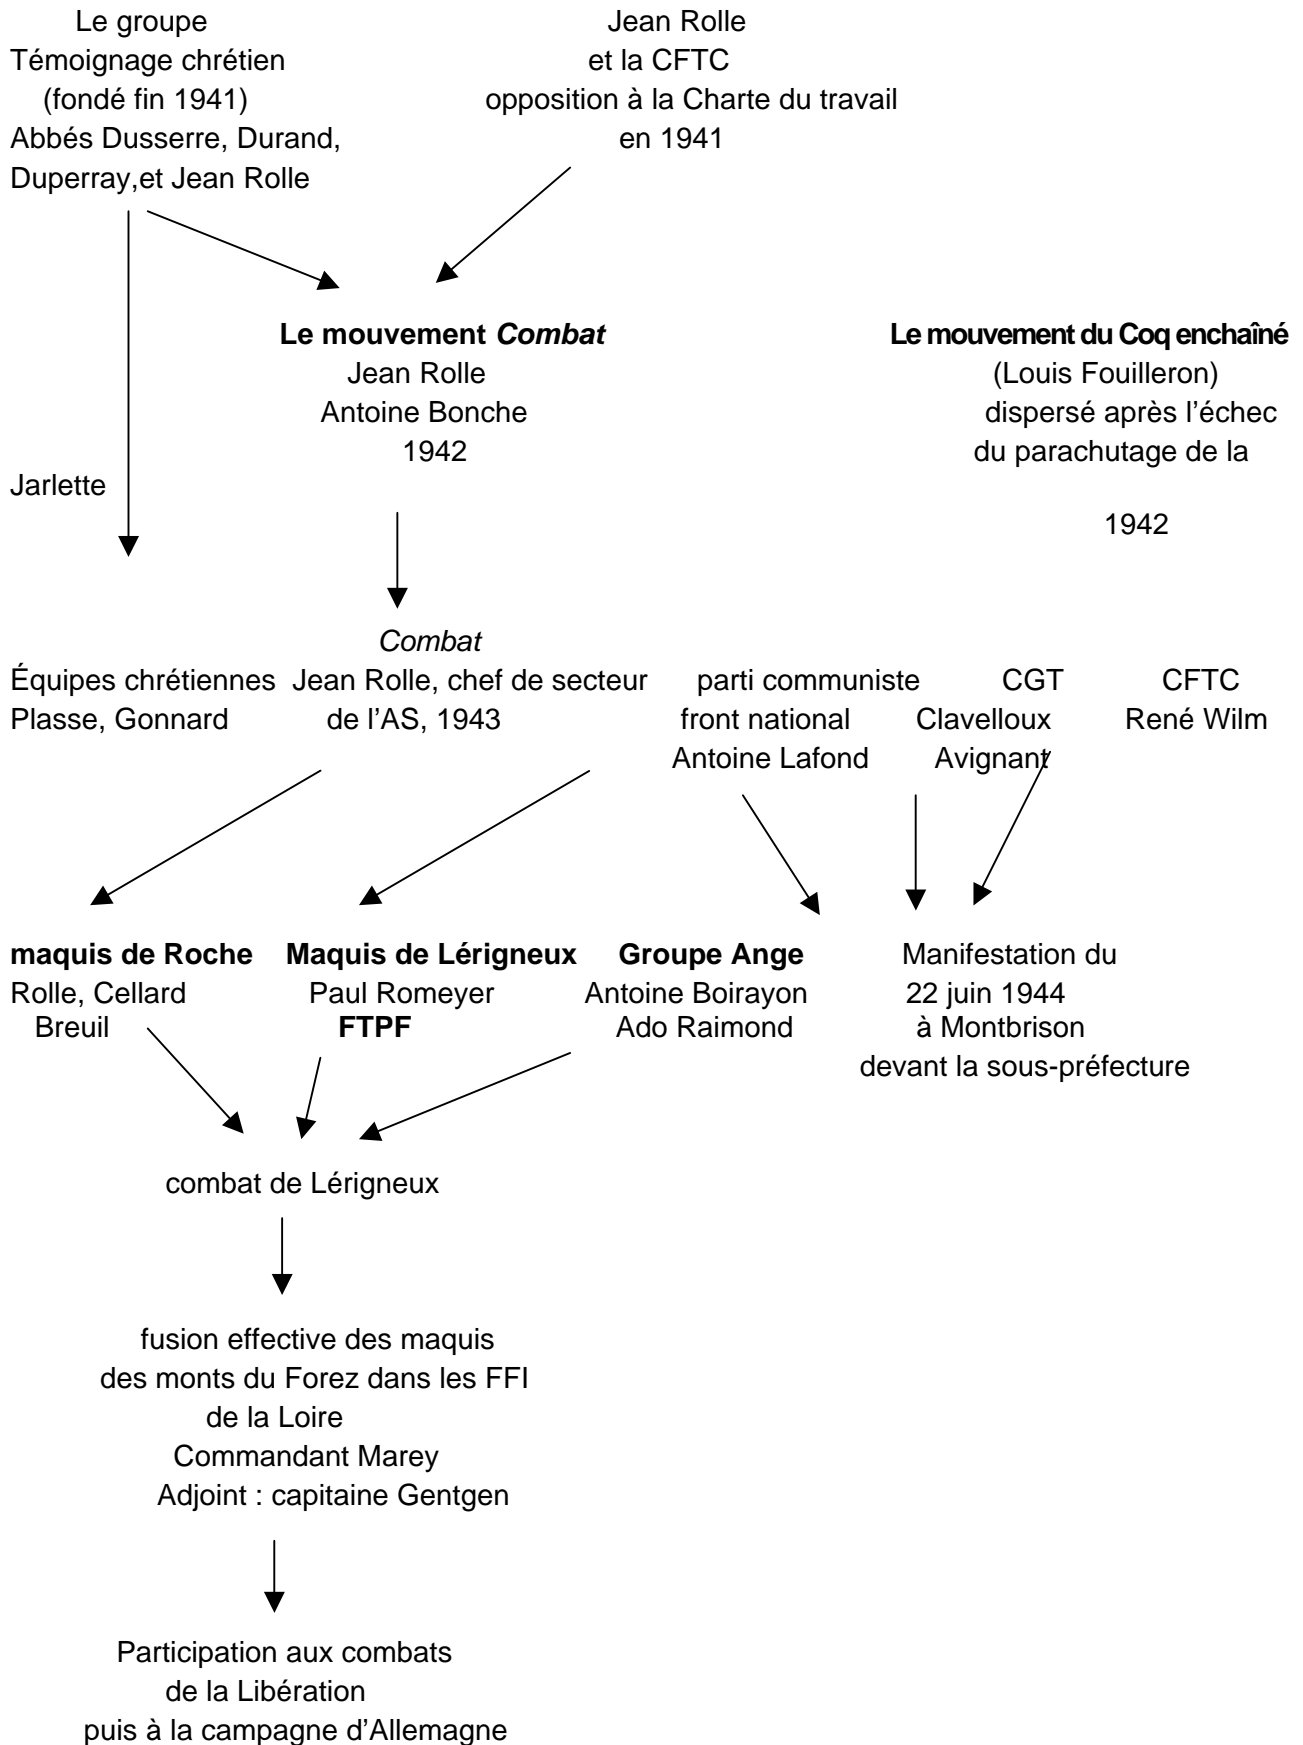 Le groupe
Témoignage chrétien
(fondé fin 1941)
Abbés Dusserre, Durand,
Duperray,et Jean Rolle
Jean Rolle
et la CFTC
opposition à la Charte du travail
en 1941
Le mouvement Combat
Jean Rolle
Antoine Bonche
1942
Le mouvement du Coq enchaîné
(Louis Fouilleron)
dispersé après l’échec
du parachutage de la
Jarlette
1942
Équipes chrétiennes
Plasse, Gonnard
Combat
Jean Rolle, chef de secteur
de l’AS, 1943
parti communiste
front national
Antoine Lafond
CGT
Clavelloux
Avignant
CFTC
René Wilm
maquis de Roche
Rolle, Cellard
Breuil
Maquis de Lérigneux
Paul Romeyer
FTPF
Groupe Ange
Antoine Boirayon
Ado Raimond
Manifestation du
22 juin 1944
à Montbrison
devant la sous-préfecture
combat de Lérigneux
fusion effective des maquis
des monts du Forez dans les FFI
de la Loire
Commandant Marey
Adjoint : capitaine Gentgen
Participation aux combats
de la Libération
puis à la campagne d’Allemagne